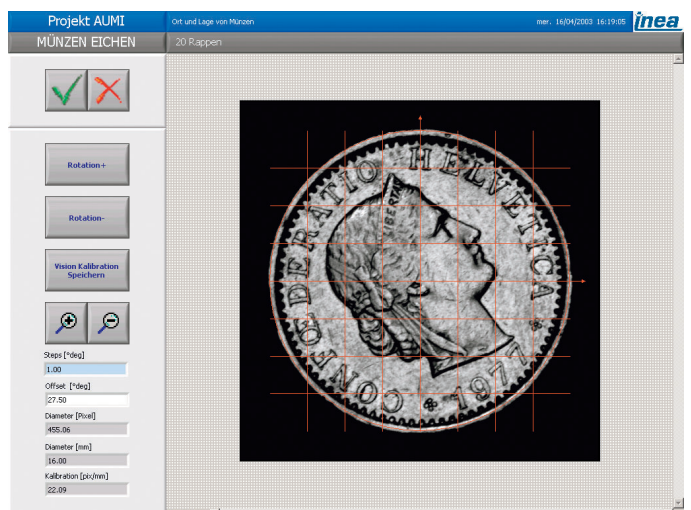 Projekt AUMI
Ort und Lage von Münzen
mer. 16/04/2003 16:19:05
inea
MÜNZEN EICHEN
20 Rappen
Rotation+
Rotation-
Vision Kalibration
Speichern
Steps [°deg]
1.00
Offset [°deg]
27.50
Diameter [Pixel]
455.06
Diameter [mm]
16.00
Kalibration [pix/mm]
22.09
CONFŒDERATIO HELVETICA
LIBERTAS